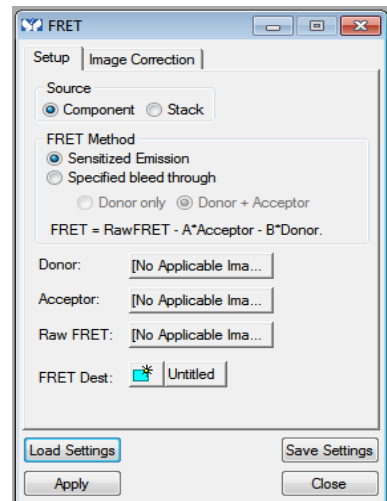 FRET
Setup Image Correction
Source
Component Stack
FRET Method
Sensitized Emission
Specified bleed through
Donor only Donor + Acceptor
FRET = RawFRET - A*Acceptor - B*Donor.
Donor: [No Applicable Ima...
Acceptor: [No Applicable Ima...
Raw FRET: [No Applicable Ima...
FRET Dest: Untitled
Load Settings Save Settings
Apply Close